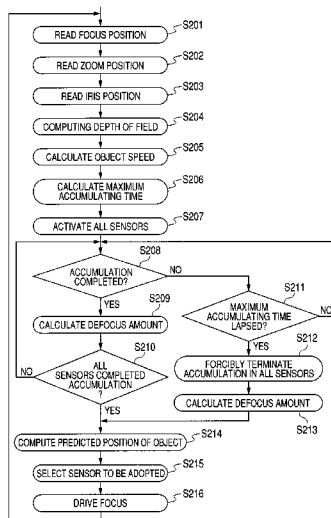 READ FOCUS POSITION
S201
READ ZOOM POSITION
S202
READ IRIS POSITION
S203
COMPUTING DEPTH OF FIELD
S204
CALCULATE OBJECT SPEED
S205
CALCULATE MAXIMUM
ACCUMULATING TIME
S206
ACTIVATE ALL SENSORS
S207
S208
ACCUMULATION
COMPLETED?
NO
YES
S209
CALCULATE DEFOCUS AMOUNT
S210
ALL
SENSORS COMPLETED
ACCUMULATION
?
NO
YES
S211
MAXIMUM
ACCUMULATING TIME
LAPSED?
NO
YES
S212
FORCIBLY TERMINATE
ACCUMULATION IN ALL SENSORS
CALCULATE DEFOCUS AMOUNT
S213
COMPUTE PREDICTED POSITION OF OBJECT
S214
SELECT SENSOR TO BE ADOPTED
S215
DRIVE FOCUS
S216